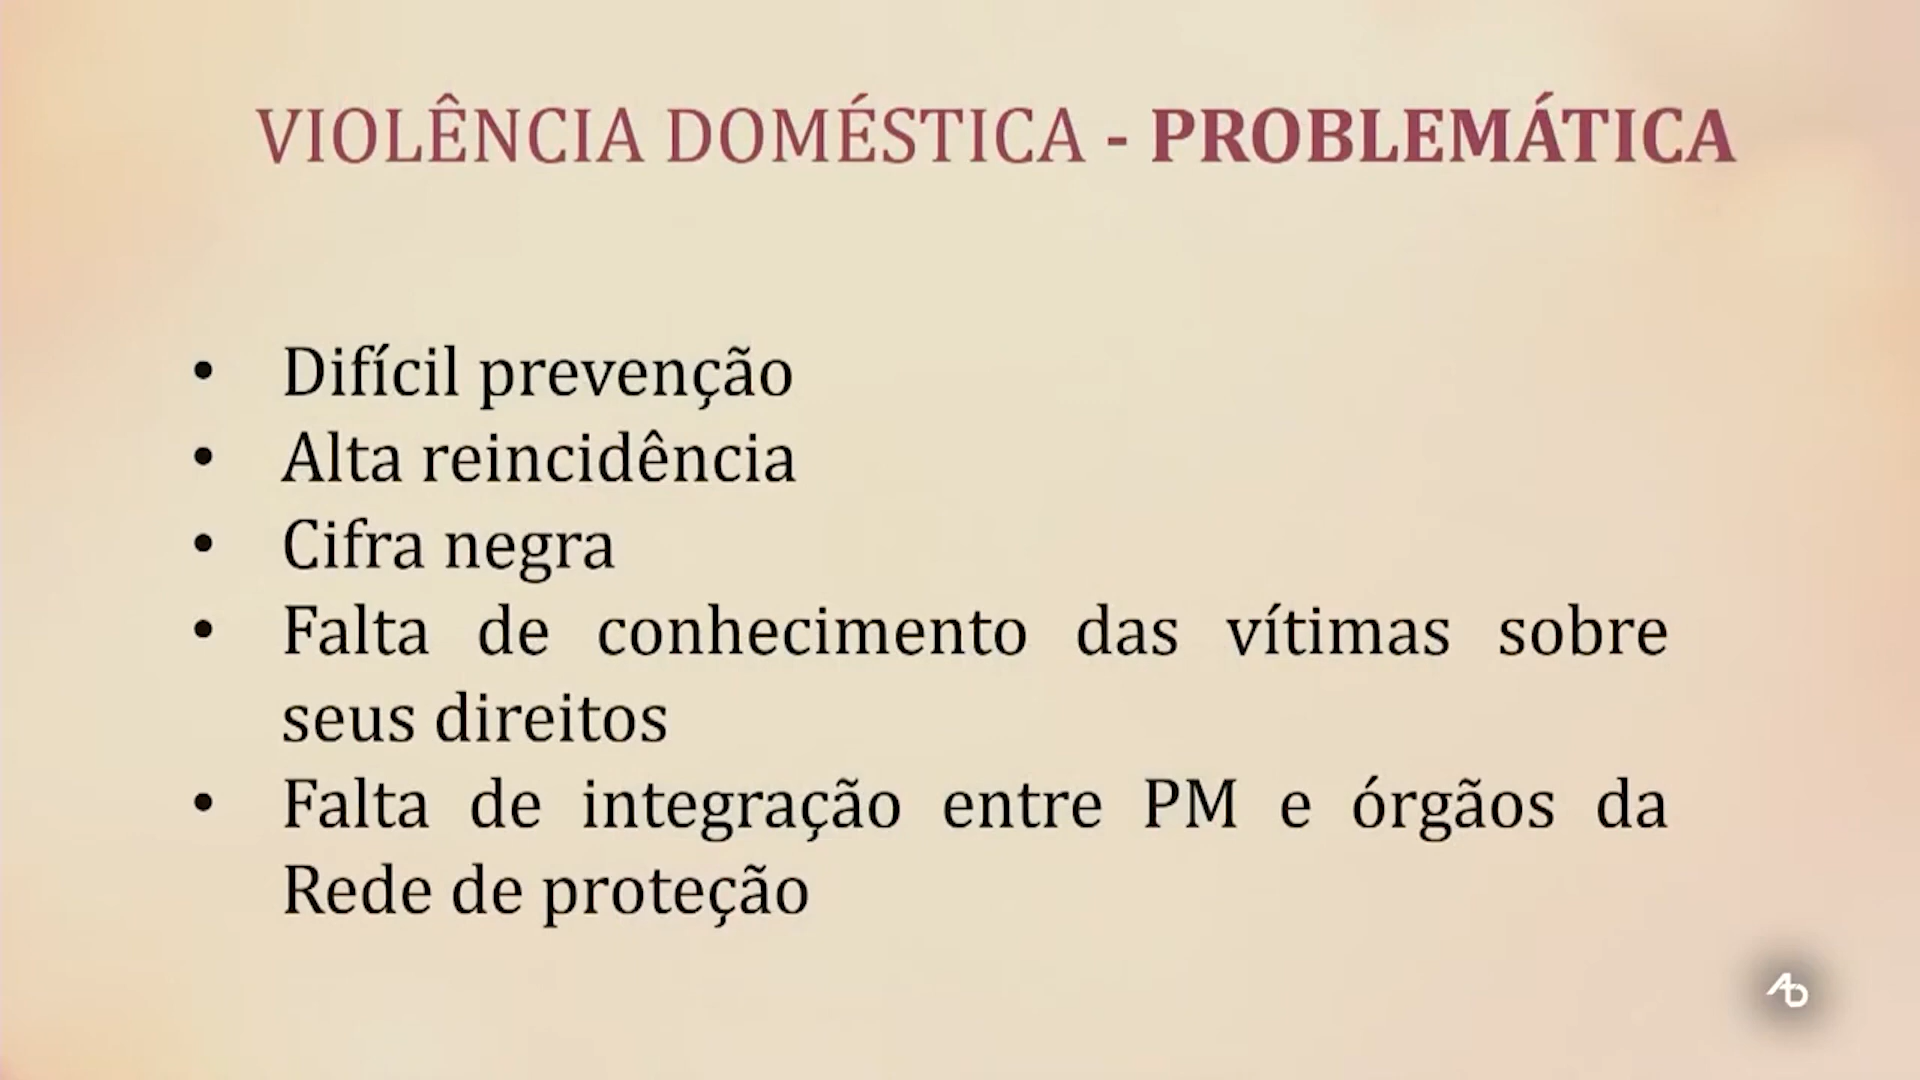 VIOLÊNCIA DOMÉSTICA - PROBLEMÁTICA
• Difícil prevenção
• Alta reincidência
• Cifra negra
• Falta de conhecimento das vítimas sobre
seus direitos
• Falta de integração entre PM e órgãos da
Rede de proteção